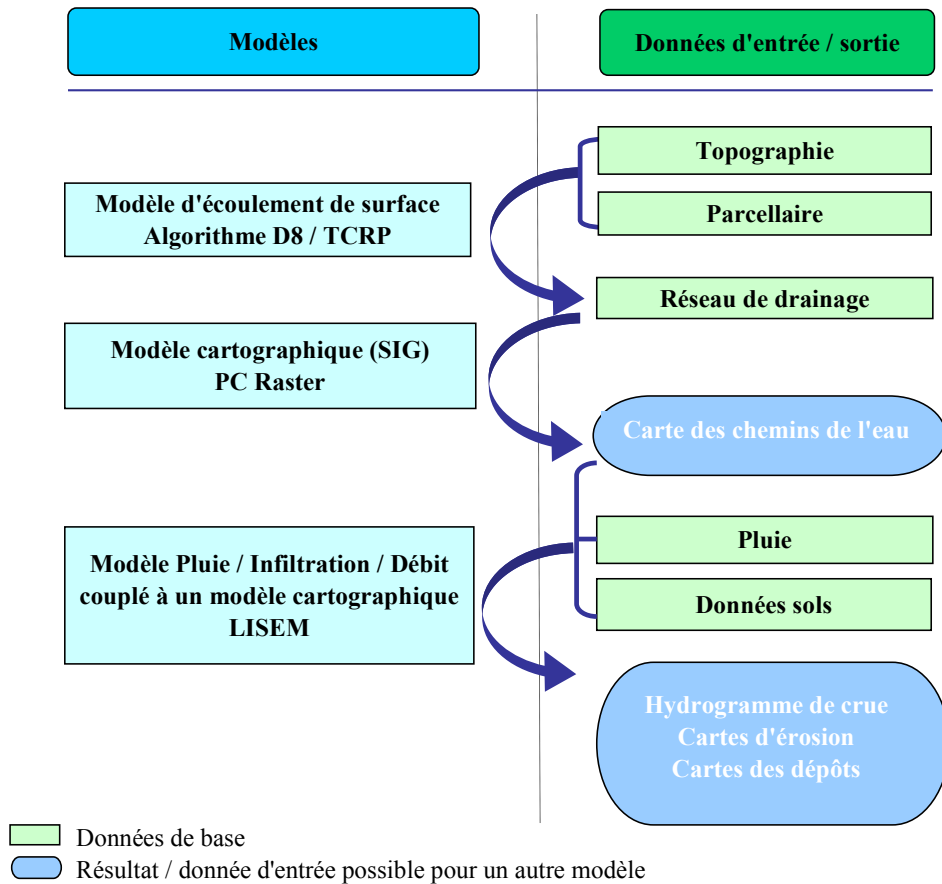 Modèles
Données d'entrée / sortie
Topographie
Parcellaire
Modèle d'écoulement de surface
Algorithme D8 / TCRP
Réseau de drainage
Modèle cartographique (SIG)
PC Raster
Carte des chemins de l'eau
Modèle Pluie / Infiltration / Débit
couplé à un modèle cartographique
LISEM
Pluie
Données sols
Hydrogramme de crue
Cartes d'érosion
Cartes des dépôts
Données de base
Résultat / donnée d'entrée possible pour un autre modèle